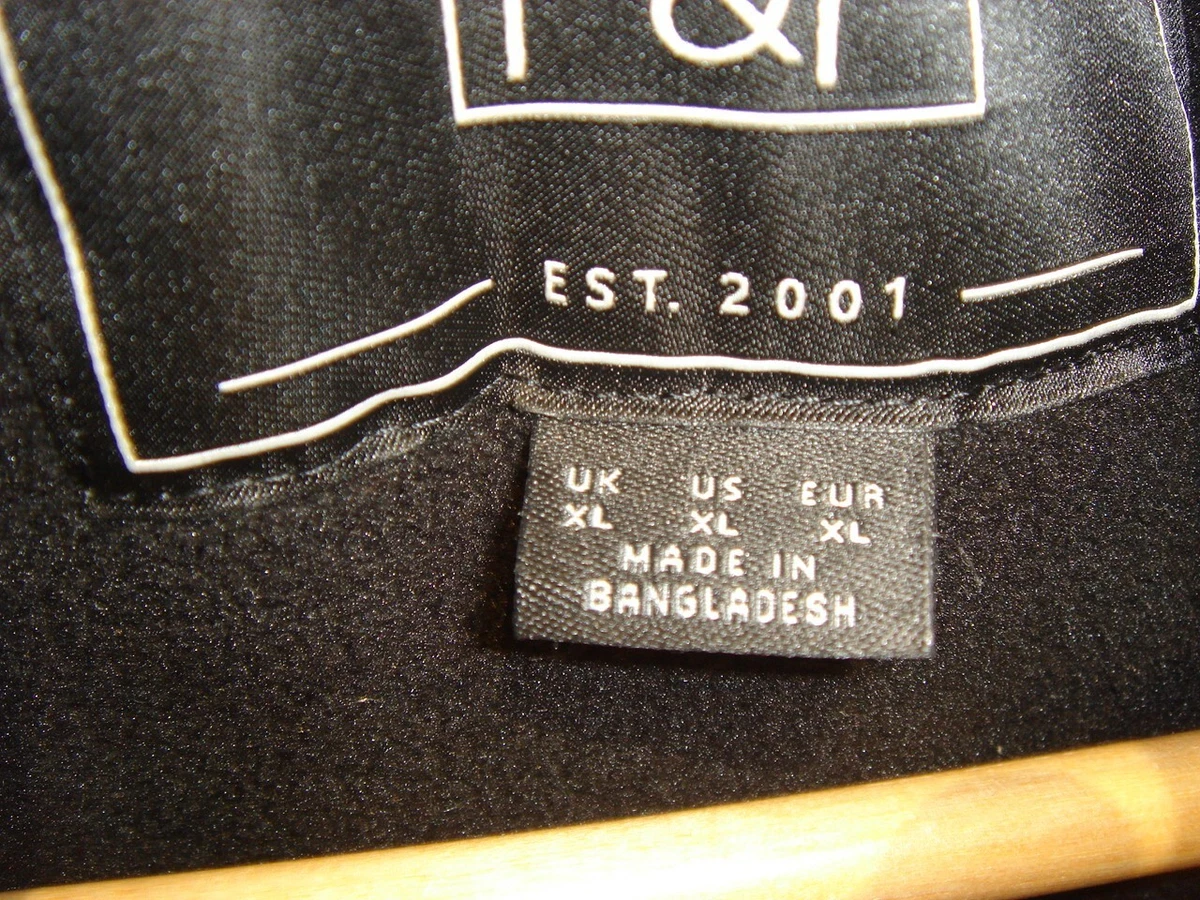 &
EST. 2001
UK US EUR
XL XL XL
MADE IN
BANGLADESH